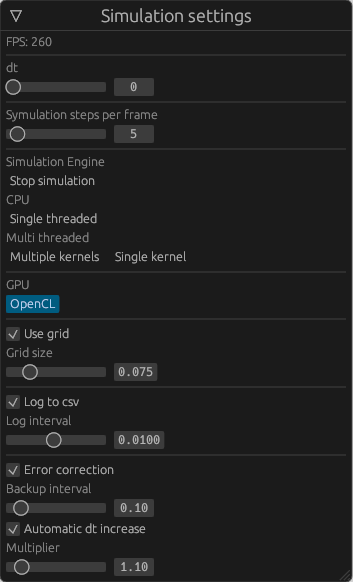 Simulation settings
FPS: 260
dt
0
Symulation steps per frame
5
Simulation Engine
Stop simulation
CPU
Single threaded
Multi threaded
Multiple kernels Single kernel
GPU
OpenCL
Use grid
Grid size
0.075
Log to csv
Log interval
0.0100
Error correction
Backup interval
0.10
Automatic dt increase
Multiplier
1.10